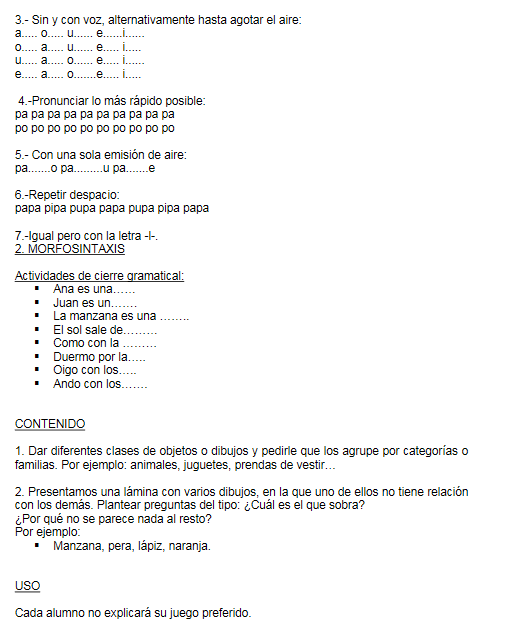 3.- Sin y con voz, alternativamente hasta agotar el aire:
a..... o..... u...... e......i......
o..... a..... u...... e..... i.....
u..... a..... o...... e..... i......
e..... a..... o.......e..... i.....
4.-Pronunciar lo más rápido posible:
pa pa pa pa pa pa pa pa pa pa
po po po po po po po po po po
5.- Con una sola emisión de aire:
pa.......o pa.........u pa.......e
6.-Repetir despacio:
papa pipa pupa papa pupa pipa papa
7.-Igual pero con la letra -l-.
2. MORFOSINTAXIS
Actividades de cierre gramatical:
▪ Ana es una……
▪ Juan es un…….
▪ La manzana es una ……..
▪ El sol sale de………
▪ Como con la ………
▪ Duermo por la…..
▪ Oigo con los…..
▪ Ando con los…….
CONTENIDO
1. Dar diferentes clases de objetos o dibujos y pedirle que los agrupe por categorías o
familias. Por ejemplo: animales, juguetes, prendas de vestir…
2. Presentamos una lámina con varios dibujos, en la que uno de ellos no tiene relación
con los demás. Plantear preguntas del tipo: ¿Cuál es el que sobra?
¿Por qué no se parece nada al resto?
Por ejemplo:
▪ Manzana, pera, lápiz, naranja.
USO
Cada alumno no explicará su juego preferido.